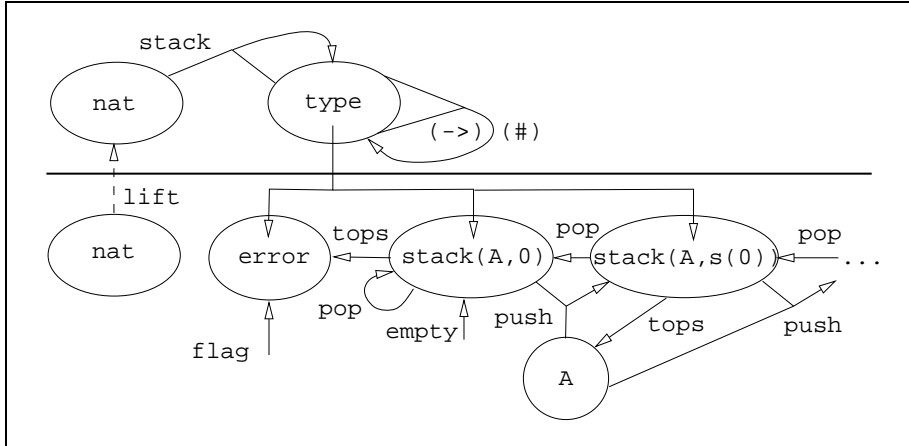 stack
nat
type
(->) (#)
lift
nat
error
tops
stack(A,0)
pop
stack(A,s(0))
pop
...
pop
empty
push
tops
push
flag
A